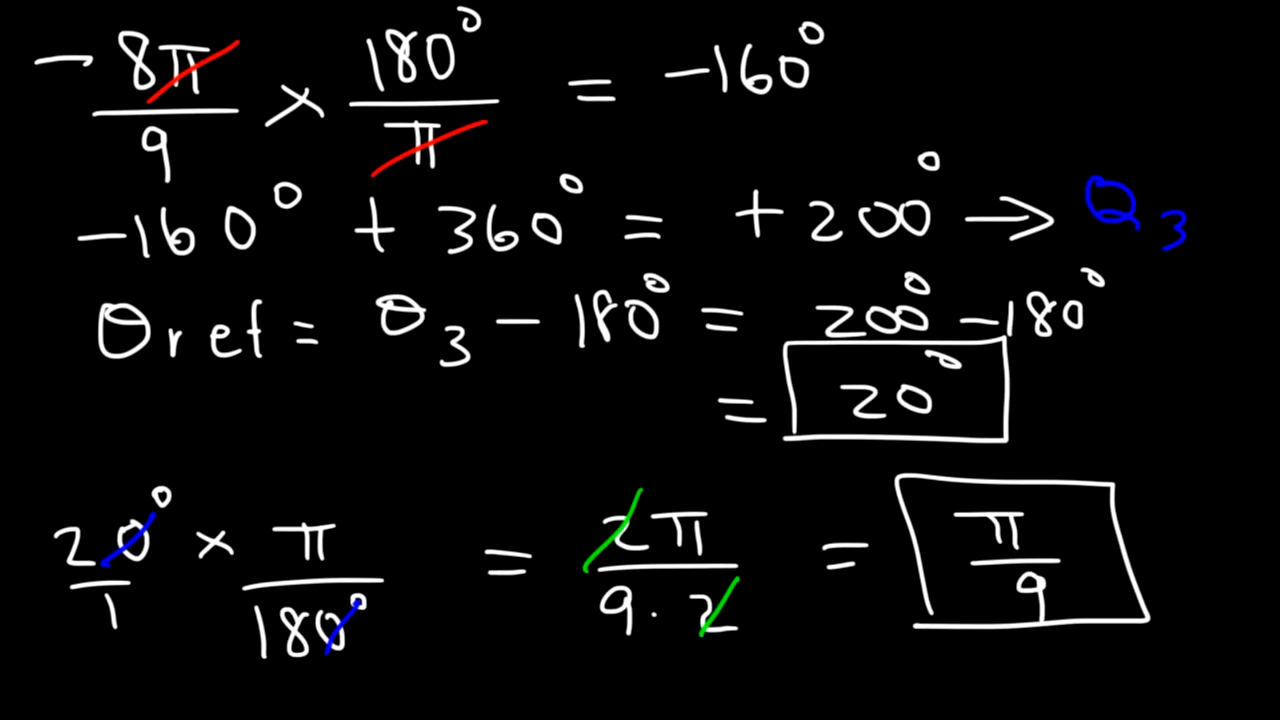 -8π/9 × 180°/π = -160°
-160° + 360° = +200° → Q3
θref = θ3 - 180° = 200° - 180°
= 20°
20°/1 × π/180° = 2π/9·2 = π/9